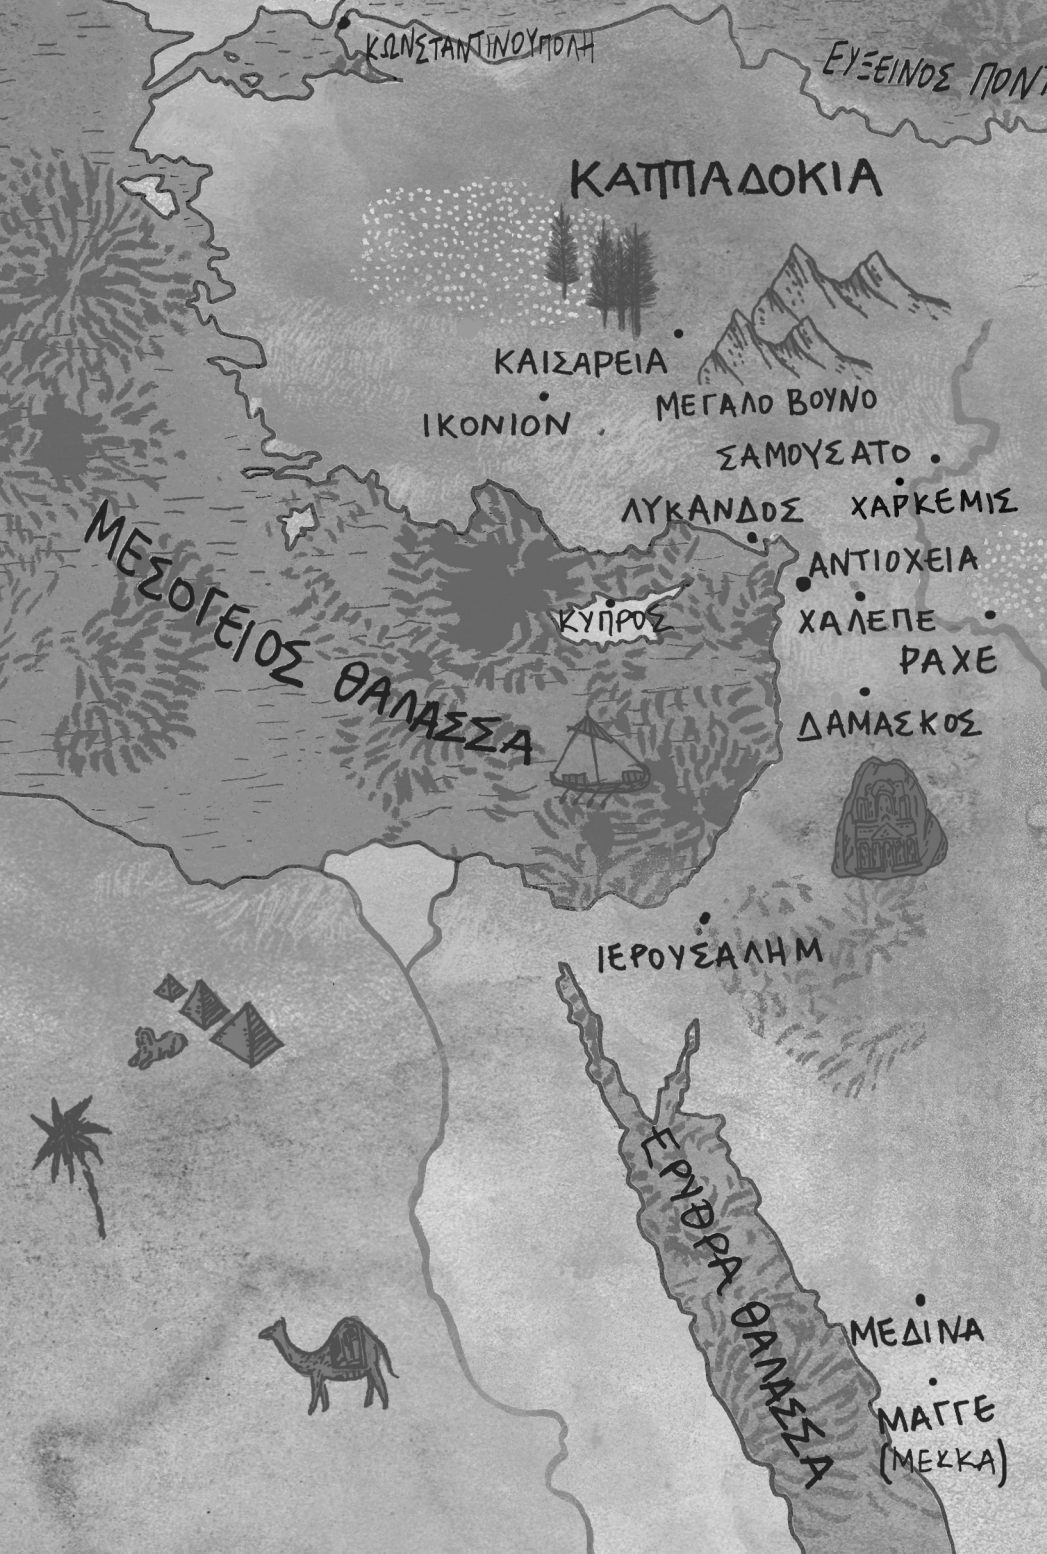 ΚΩΝΣΤΑΝΤΙΝΟΥΠΟΛΗ
ΕΥΞΕΙΝΟΣ ΠΟΝΤ
ΚΑΠΠΑΔΟΚΙΑ
ΚΑΙΣΑΡΕΙΑ
ΜΕΓΑΛΟ ΒΟΥΝΟ
ΙΚΟΝΙΟΝ
ΣΑΜΟΥΣΑΤΟ
ΛΥΚΑΝΔΟΣ
ΧΑΡΚΕΜΙΣ
ΑΝΤΙΟΧΕΙΑ
ΚΥΠΡΟΣ
ΧΑΛΕΠΕ
ΡΑΧΕ
ΜΕΣΟΓΕΙΟΣ ΘΑΛΑΣΣΑ
ΔΑΜΑΣΚΟΣ
ΙΕΡΟΥΣΑΛΗΜ
ΕΡΥΘΡΑ ΘΑΛΑΣΣΑ
ΜΕΔΙΝΑ
ΜΑΓΓΕ
(ΜΕΚΚΑ)